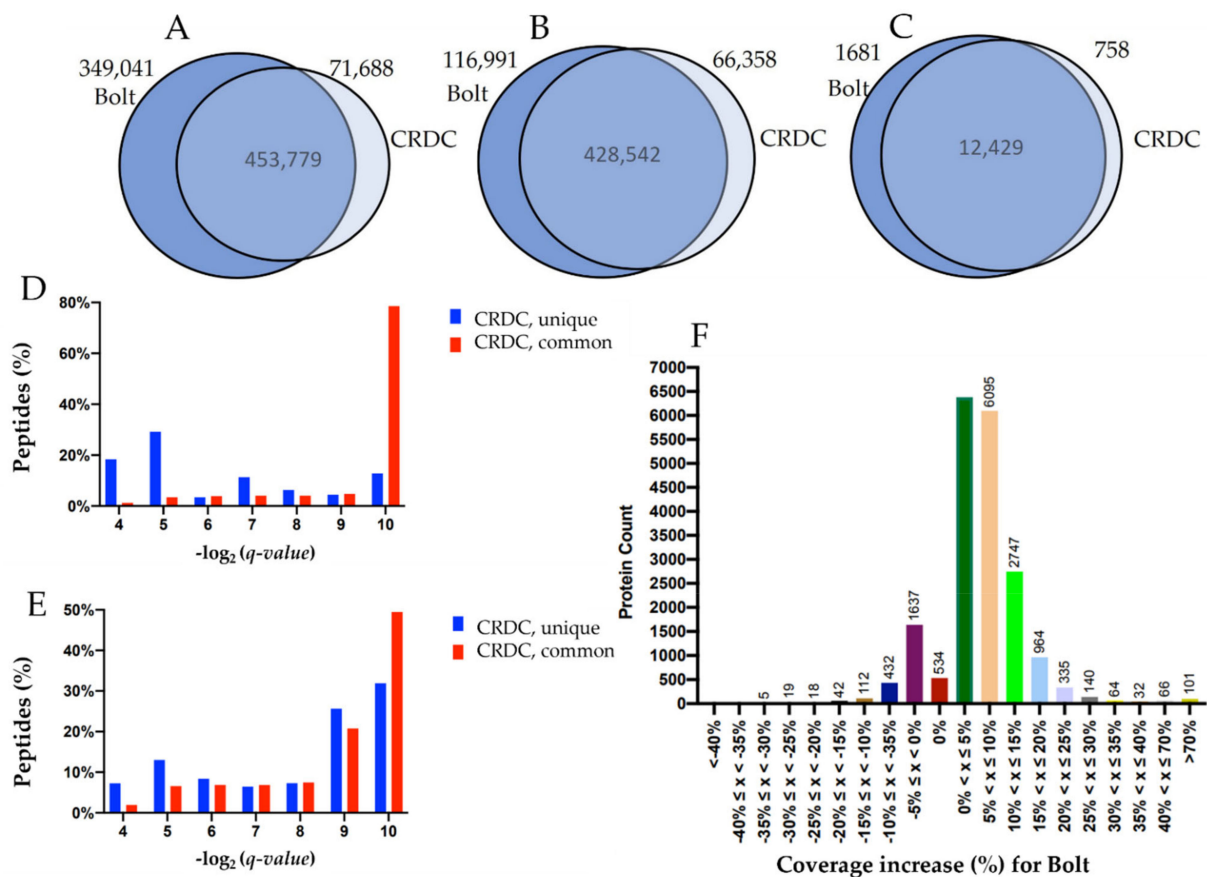 A
349,041
Bolt
71,688
CRDC
453,779
B
116,991
Bolt
66,358
CRDC
428,542
C
1681
Bolt
758
CRDC
12,429
D
80%
60%
40%
20%
0%
Peptides (%)
4 5 6 7 8 9 10
-log2 (q-value)
CRDC, unique
CRDC, common
E
50%
40%
30%
20%
10%
0%
Peptides (%)
4 5 6 7 8 9 10
-log2 (q-value)
CRDC, unique
CRDC, common
F
7000
6500
6000
5500
5000
4500
4000
3500
3000
2500
2000
1500
1000
500
0
Protein Count
5
19
18
42
112
432
1637
534
6095
2747
964
335
140
64
32
66
101
<-40%
-40% ≤ x < -35%
-35% ≤ x < -30%
-30% ≤ x < -25%
-25% ≤ x < -20%
-20% ≤ x < -15%
-15% ≤ x < -10%
-10% ≤ x < -35%
-5% ≤ x < 0%
0%
0% < x ≤ 5%
5% < x ≤ 10%
10% < x ≤ 15%
15% < x ≤ 20%
20% < x ≤ 25%
25% < x ≤ 30%
30% < x ≤ 35%
35% < x ≤ 40%
40% < x ≤ 70%
>70%
Coverage increase (%) for Bolt